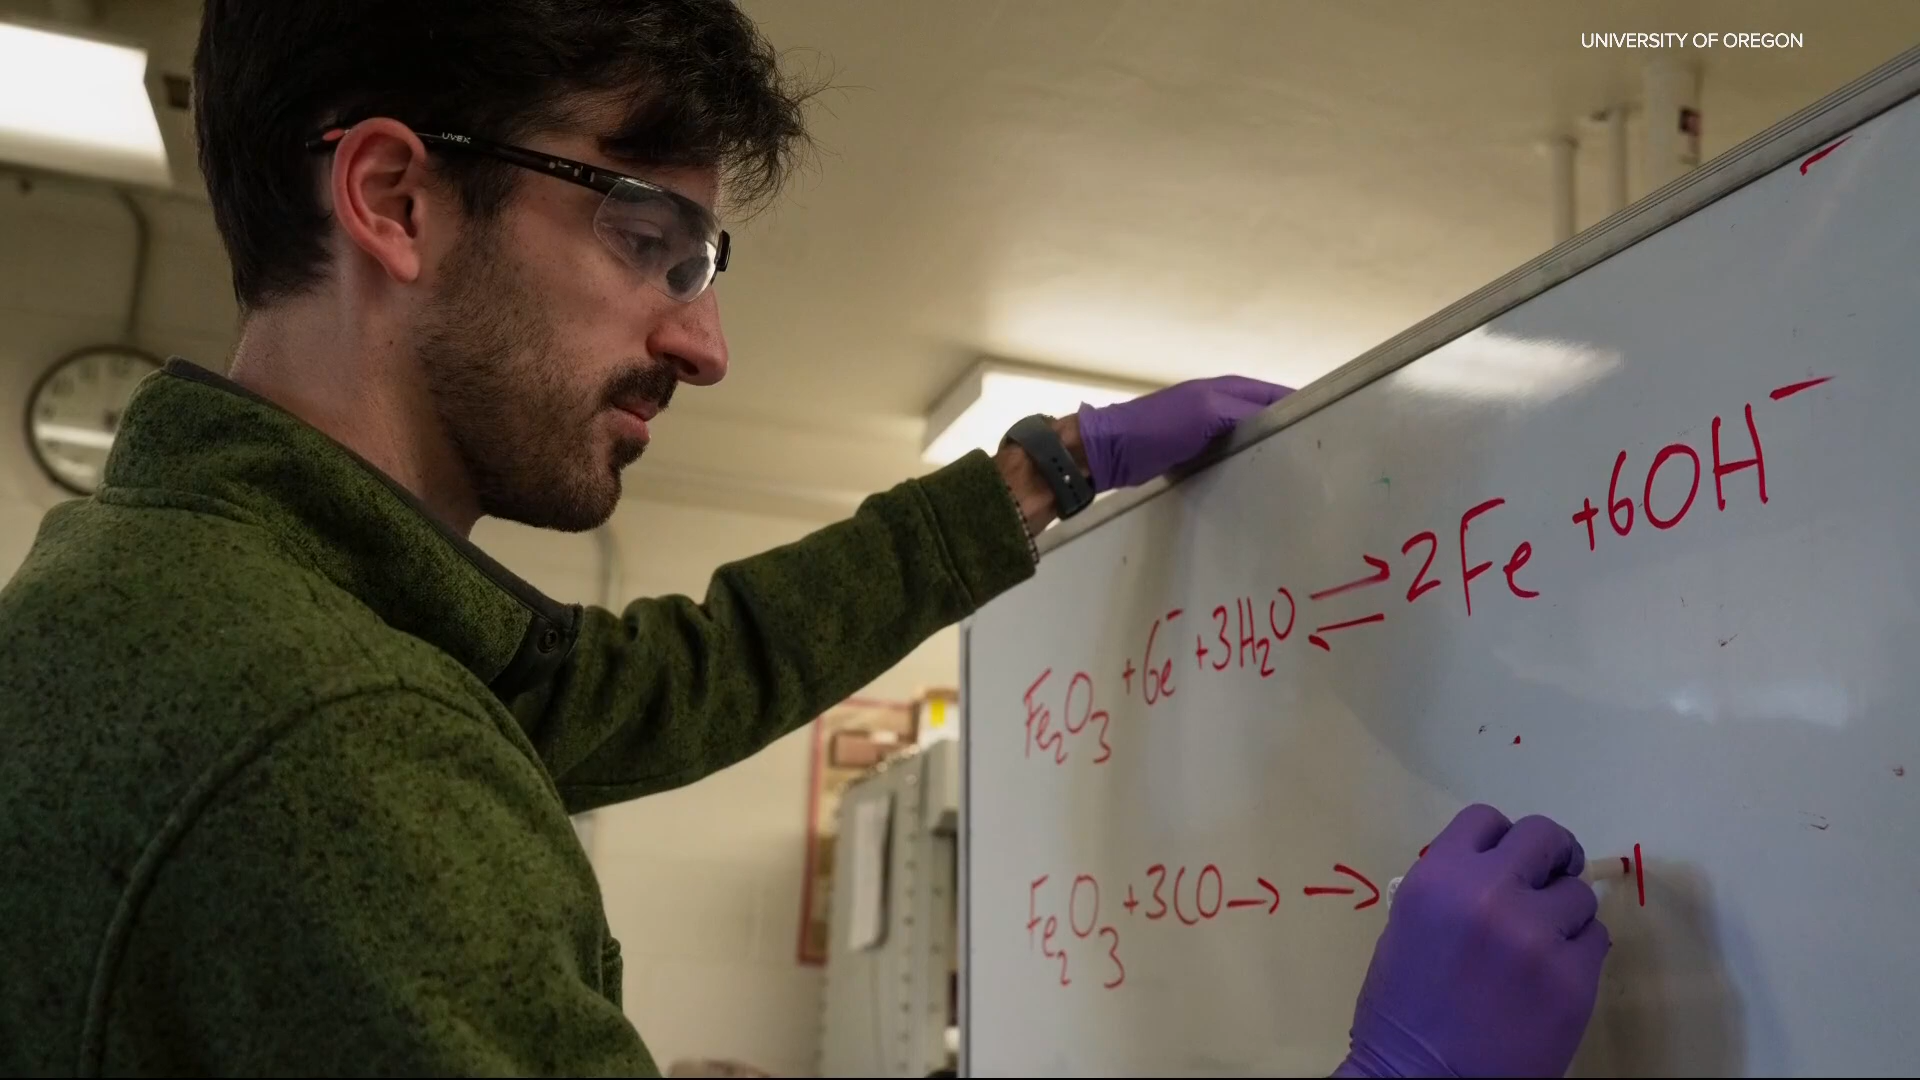 UNIVERSITY OF OREGON
uvex
Fe₂O₃ + 6e⁻ + 3H₂O ⇌ 2Fe + 6OH⁻
Fe₂O₃ + 3CO → →